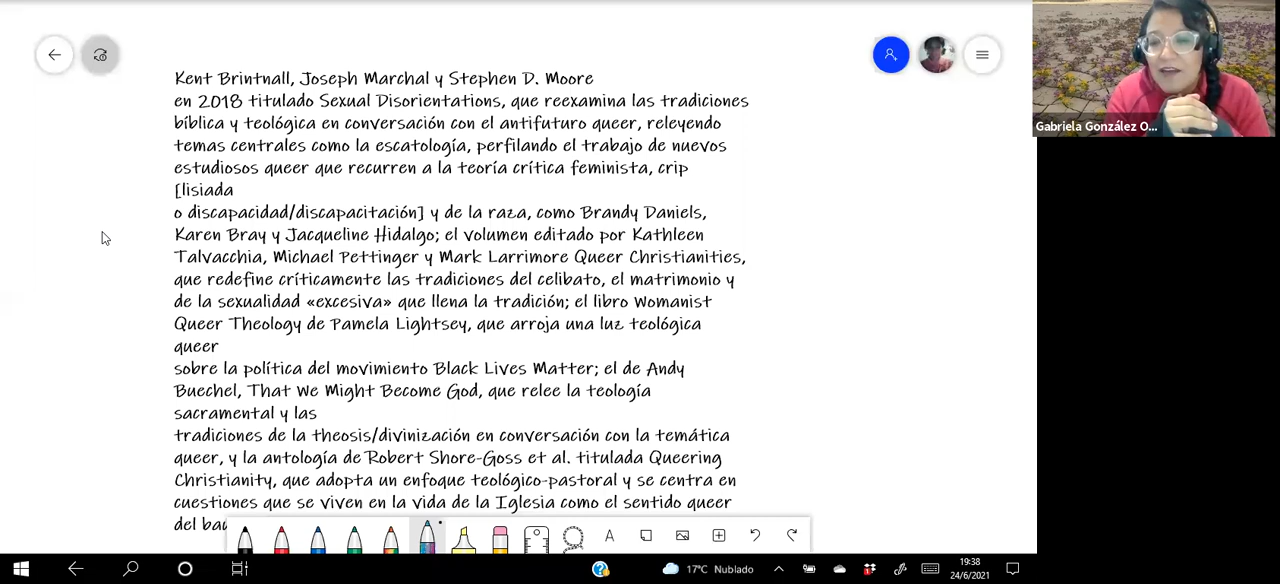 Kent Brintnall, Joseph Marchal y Stephen D. Moore
en 2018 titulado Sexual Disorientations, que reexamina las tradiciones
bíblica y teológica en conversación con el antifuturo queer, releyendo
temas centrales como la escatología, perfilando el trabajo de nuevos
estudiosos queer que recurren a la teoría crítica feminista, crip
[lisiada
o discapacidad/discapacitación] y de la raza, como Brandy Daniels,
Karen Bray y Jacqueline Hidalgo; el volumen editado por Kathleen
Talvacchia, Michael Pettinger y Mark Larrimore Queer Christianities,
que redefine críticamente las tradiciones del celibato, el matrimonio y
de la sexualidad «excesiva» que llena la tradición; el libro Womanist
Queer Theology de Pamela Lightsey, que arroja una luz teológica
queer
sobre la política del movimiento Black Lives Matter; el de Andy
Buechel, That We Might Become God, que relee la teología
sacramental y las
tradiciones de la theosis/divinización en conversación con la temática
queer, y la antología de Robert Shore-Goss et al. titulada Queering
Christianity, que adopta un enfoque teológico-pastoral y se centra en
cuestiones que se viven en la vida de la Iglesia como el sentido queer
del
Gabriela González O...
A
17°C Nublado
19:38
24/6/2021